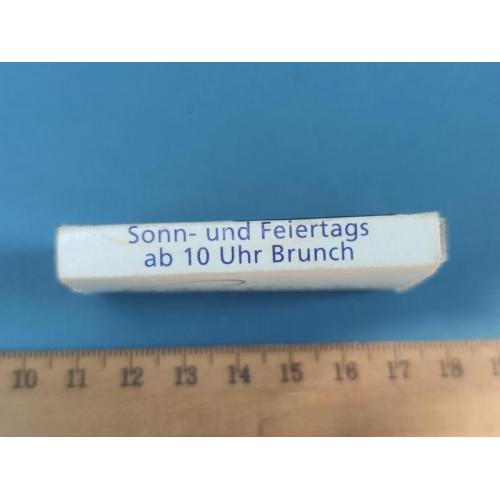 Sonn- und Feiertags
ab 10 Uhr Brunch
10 11 12 13 14 15 16 17 18